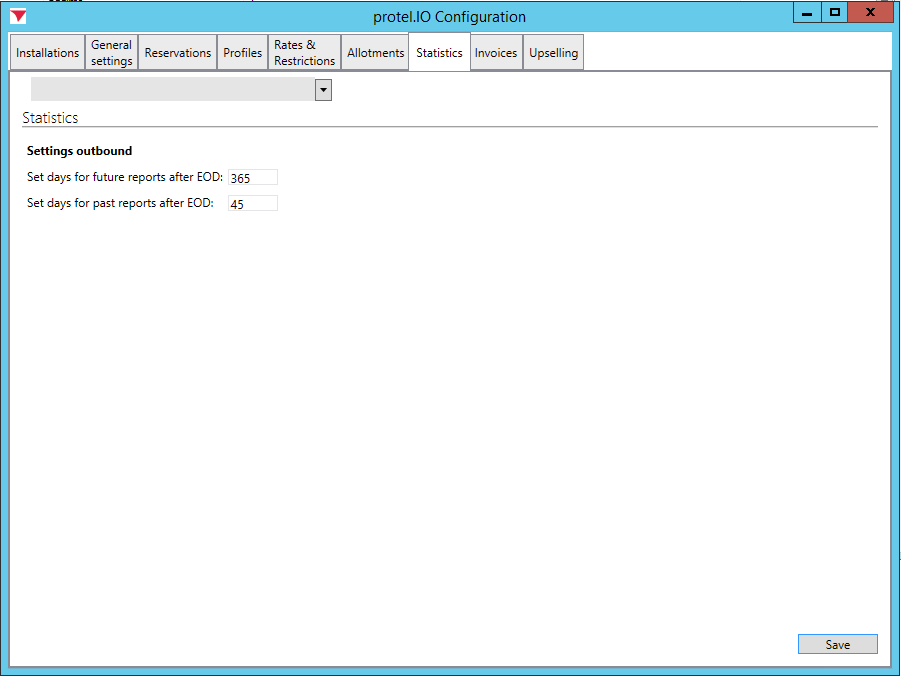 protel.IO Configuration
Installations
General
settings
Reservations
Profiles
Rates &
Restrictions
Allotments
Statistics
Invoices
Upselling
Statistics
Settings outbound
Set days for future reports after EOD: 365
Set days for past reports after EOD: 45
Save